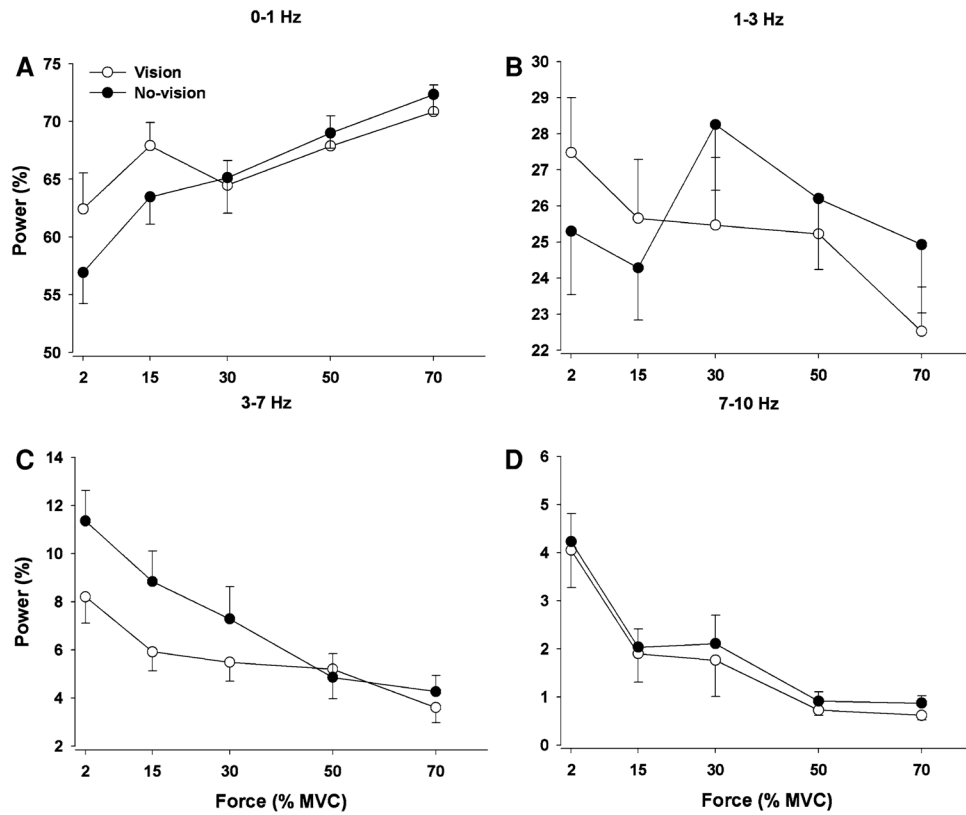 0-1 Hz
1-3 Hz
A
B
75
70
65
60
55
50
Power (%)
Vision
No-vision
2 15 30 50 70
30
29
28
27
26
25
24
23
22
2 15 30 50 70
3-7 Hz
7-10 Hz
C
D
14
12
10
8
6
4
2
Power (%)
2 15 30 50 70
Force (% MVC)
6
5
4
3
2
1
0
2 15 30 50 70
Force (% MVC)